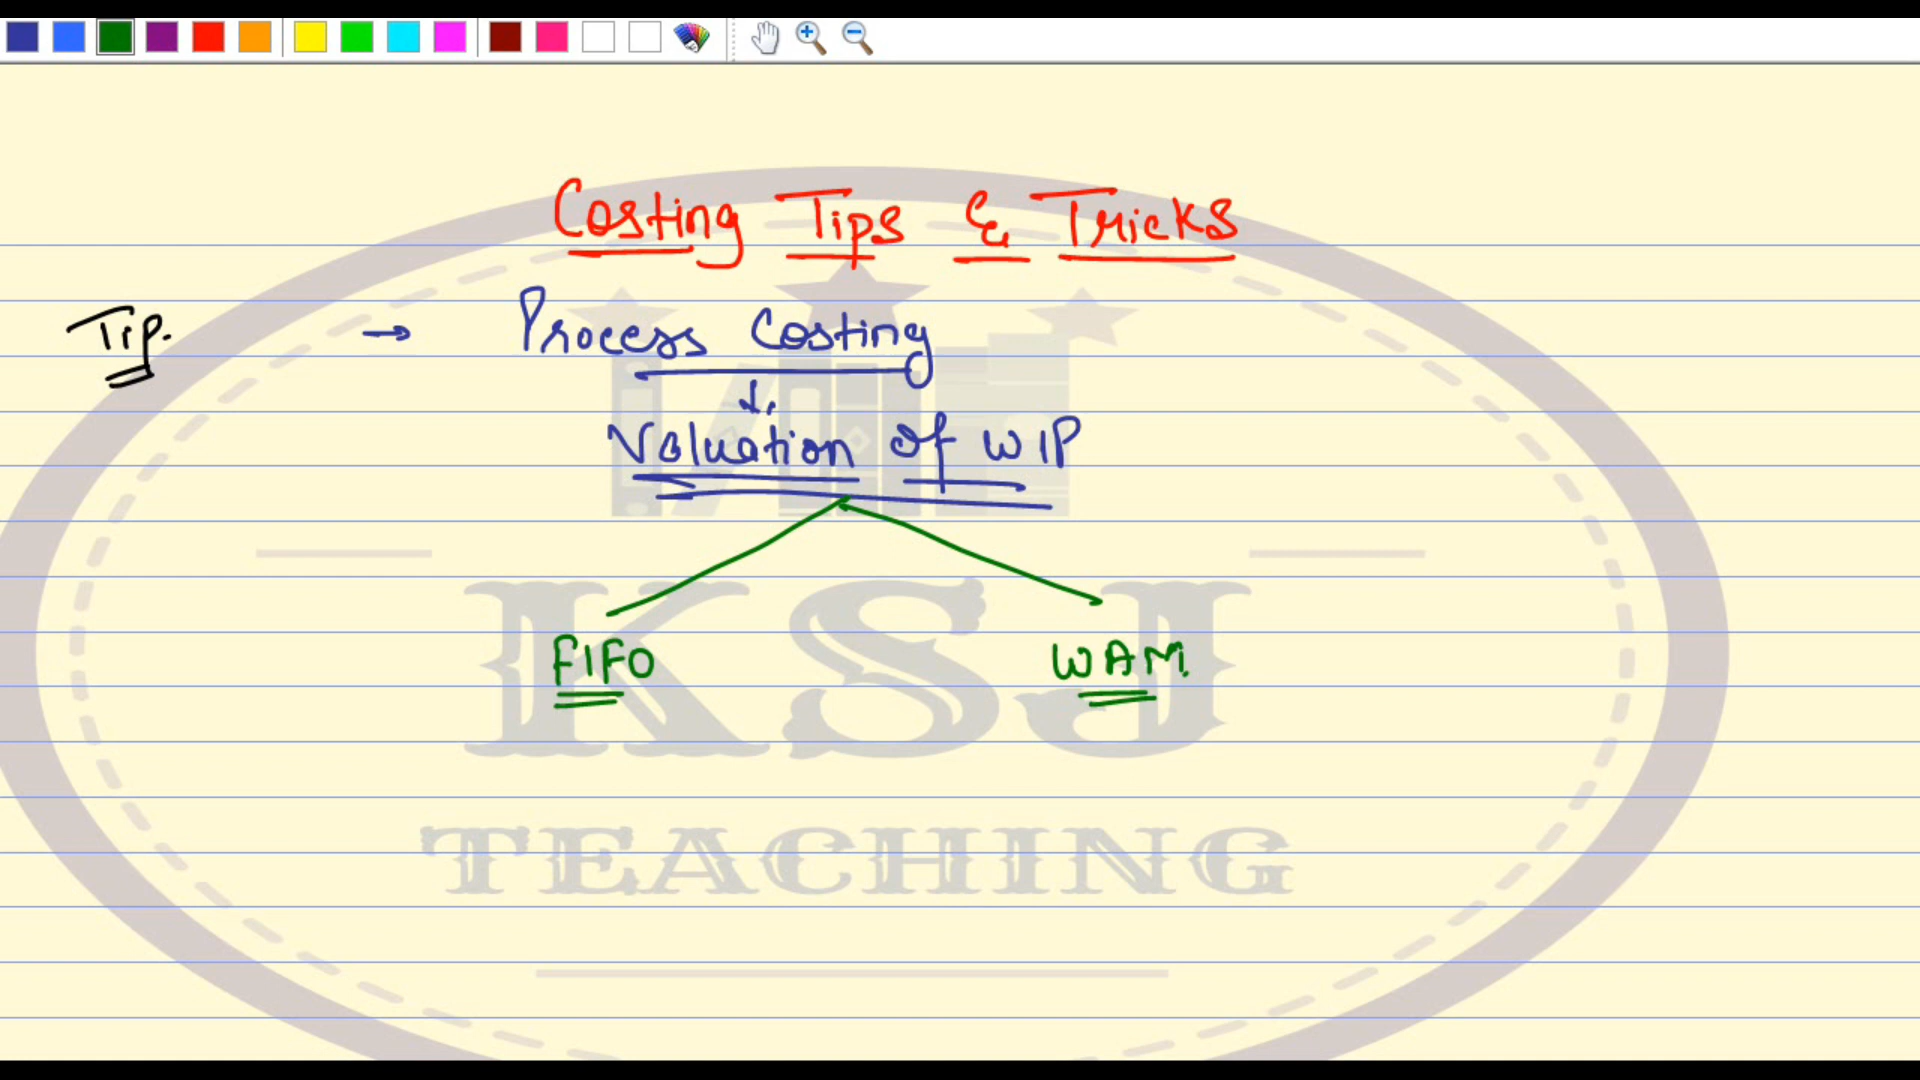 Costing Tips & Tricks
Tip. → Process Costing
Valuation of WIP
FIFO WAM.
KSJ
TEACHING